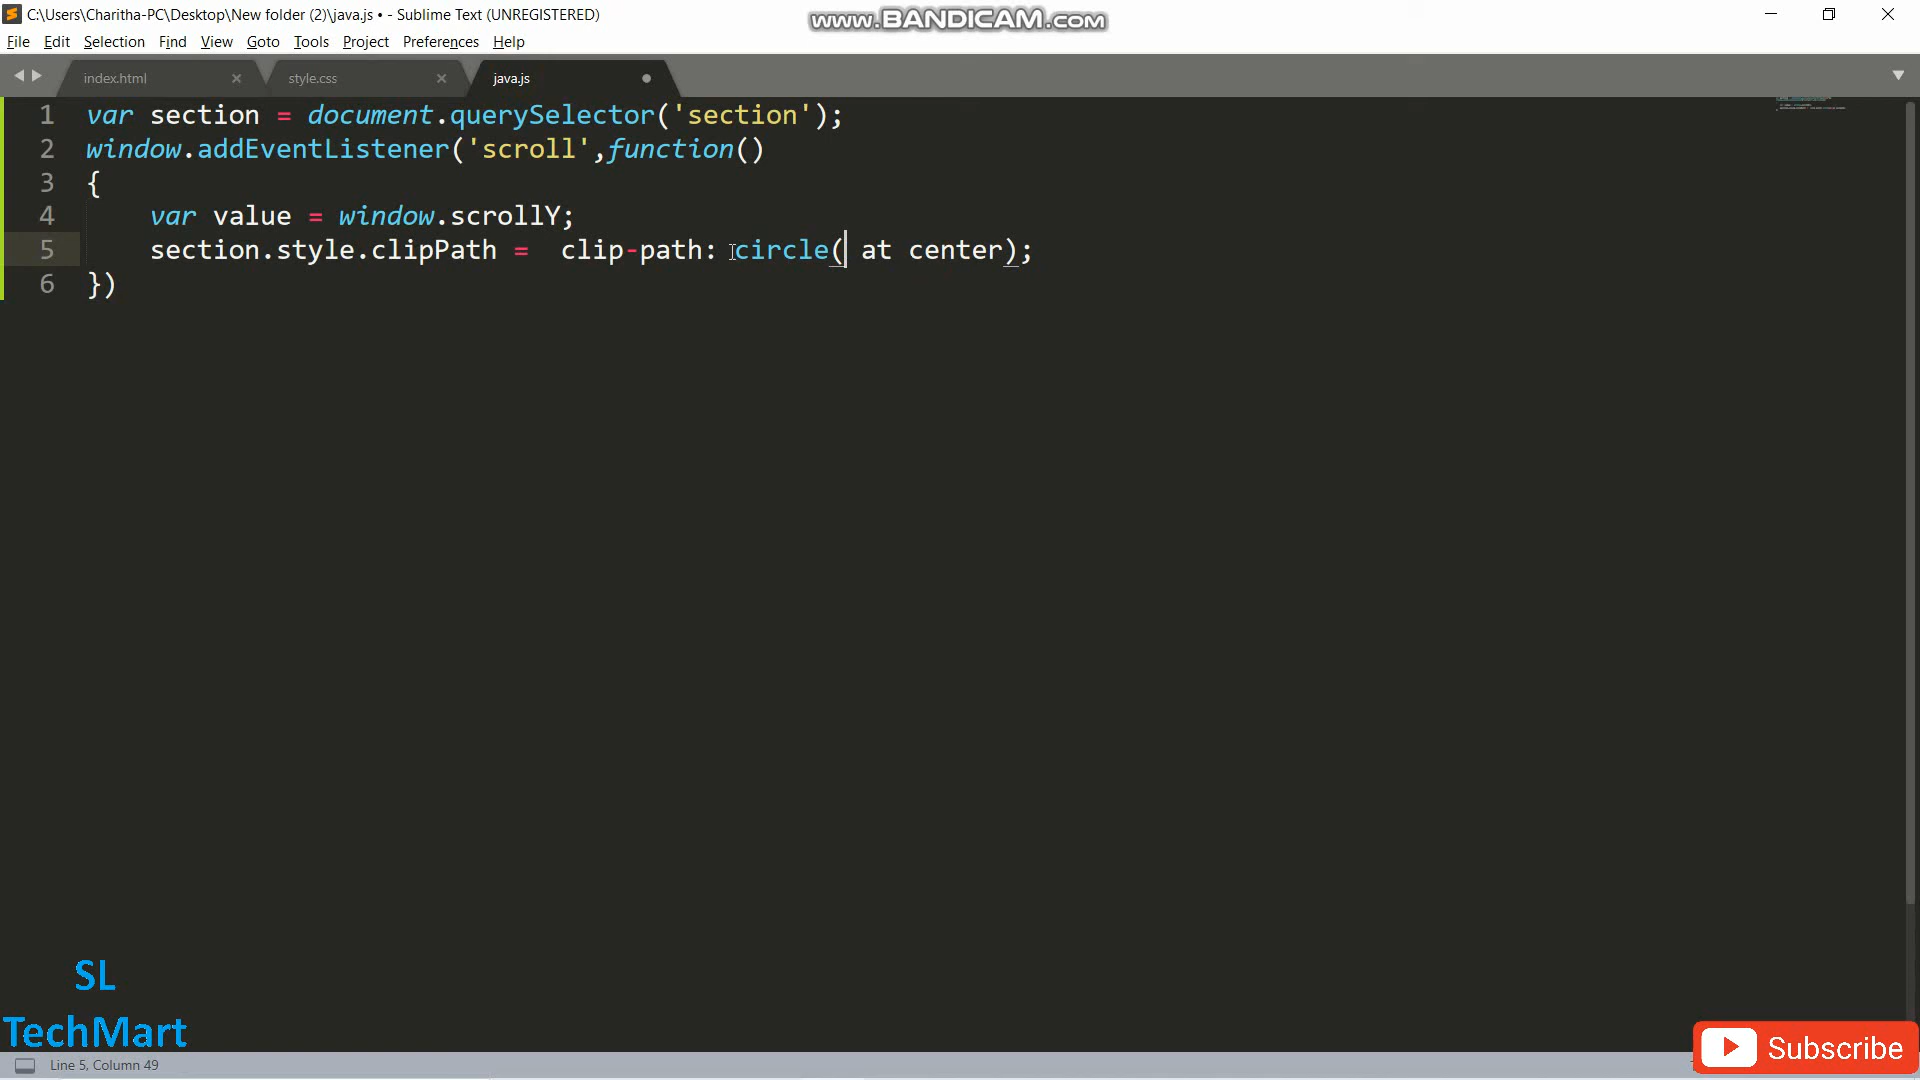 C:\Users\Charitha-PC\Desktop\New folder (2)\java.js • - Sublime Text (UNREGISTERED)
www.BANDICAM.com
File Edit Selection Find View Goto Tools Project Preferences Help
index.html style.css java.js
1 var section = document.querySelector('section');
2 window.addEventListener('scroll',function()
3 {
4 var value = window.scrollY;
5 section.style.clipPath =  clip-path: circle( at center);
6 })
SL
TechMart
Subscribe
Line 5, Column 49